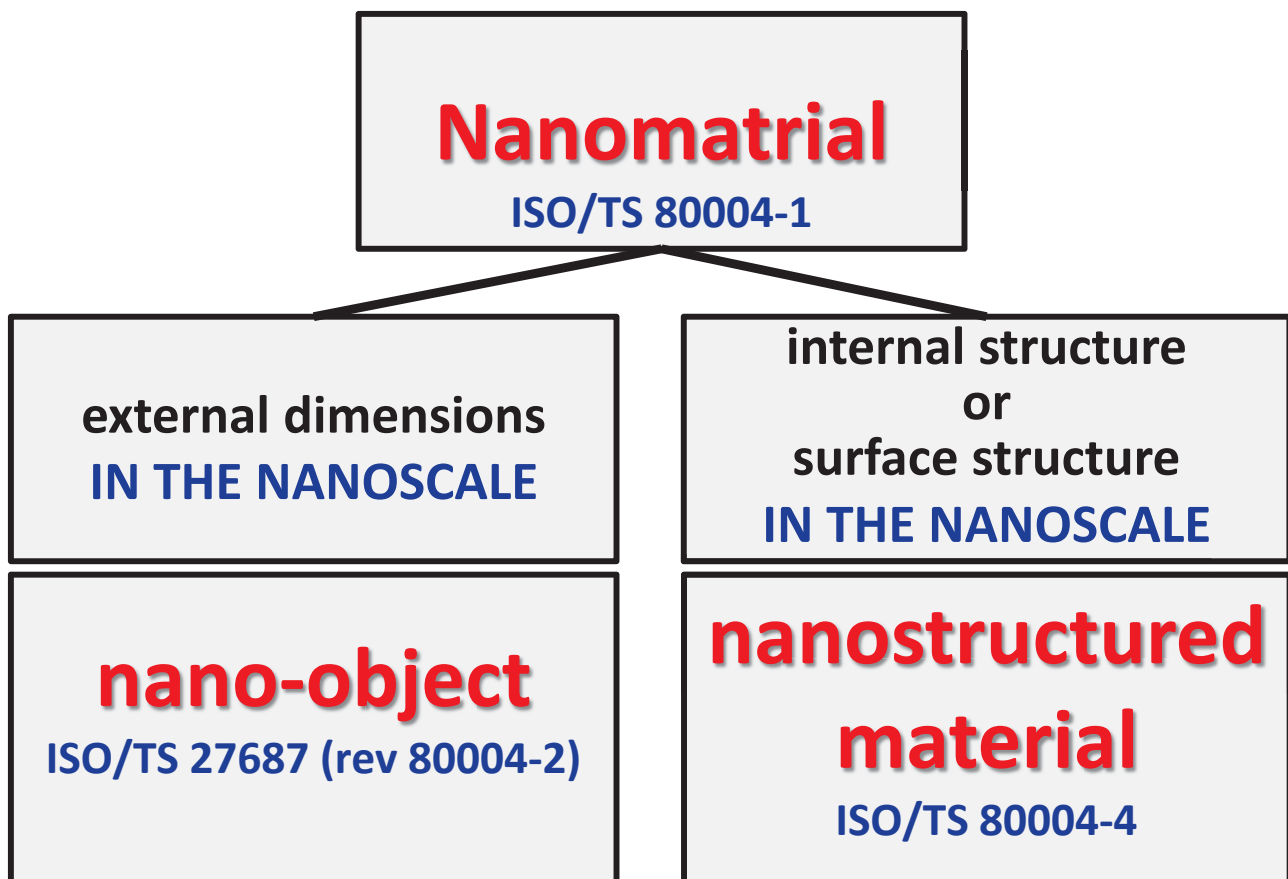 Nanomatrial
ISO/TS 80004-1
external dimensions
IN THE NANOSCALE
internal structure
or
surface structure
IN THE NANOSCALE
nano-object
ISO/TS 27687 (rev 80004-2)
nanostructured
material
ISO/TS 80004-4